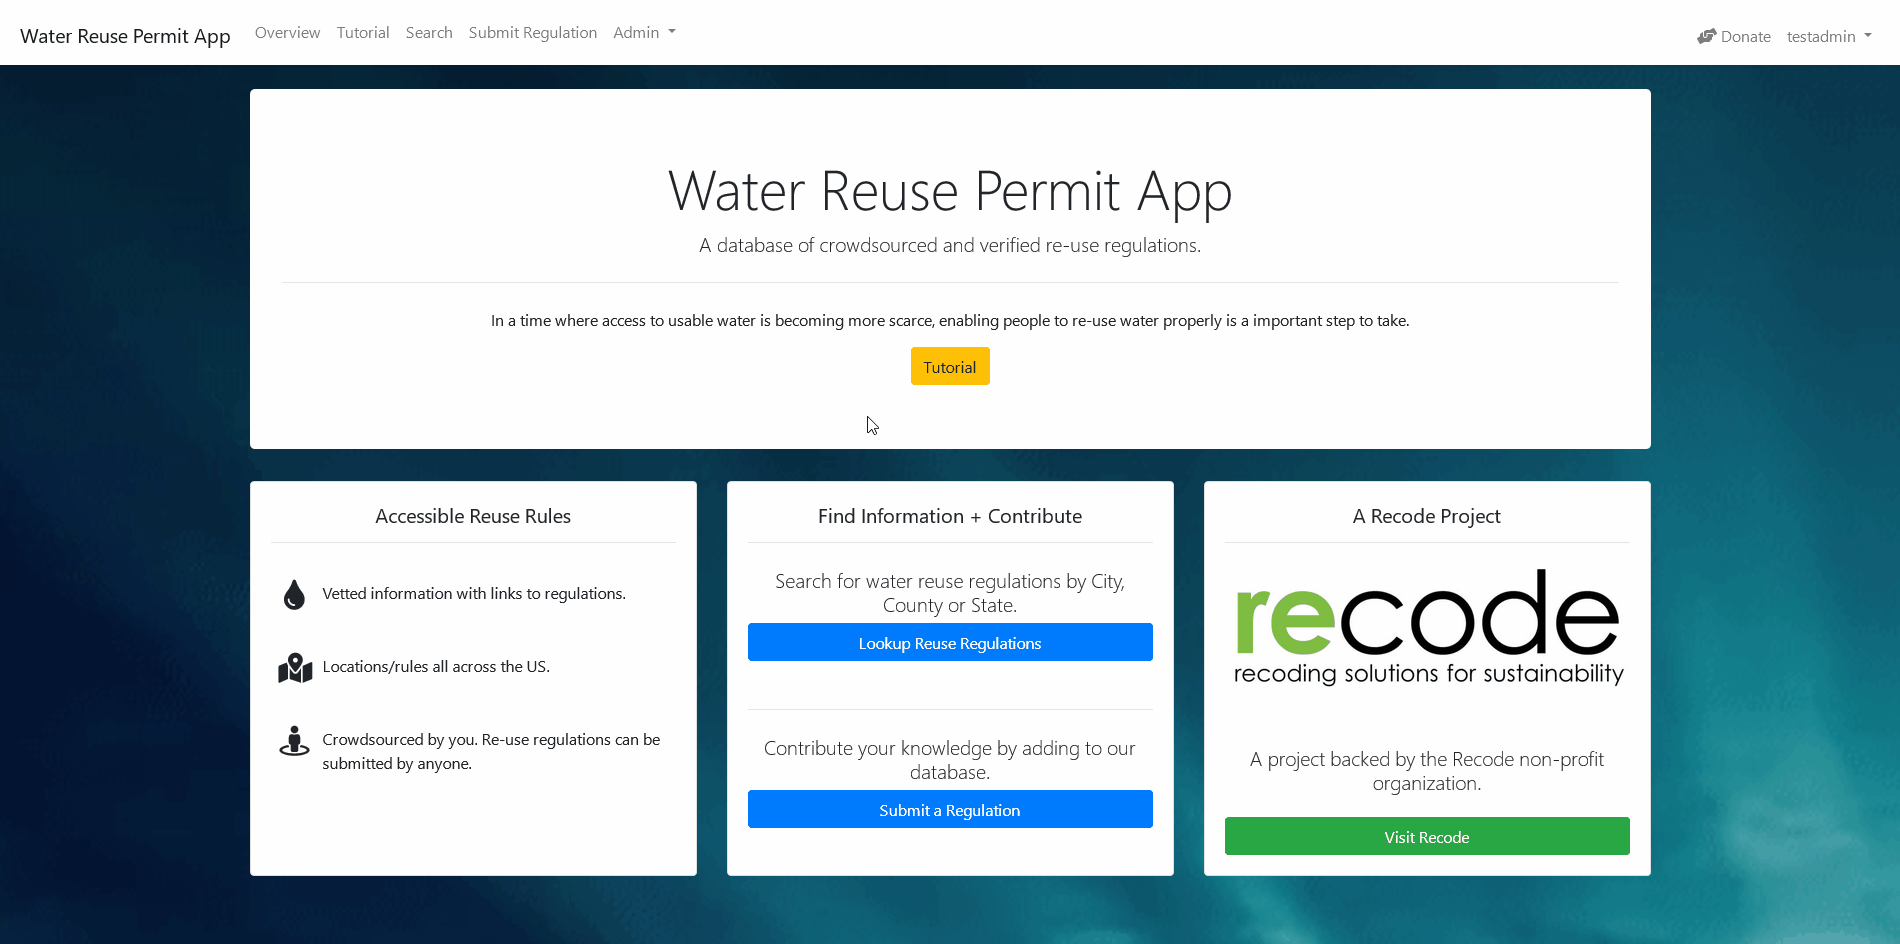 Water Reuse Permit App
Overview
Tutorial
Search
Submit Regulation
Admin
Donate
testadmin
Water Reuse Permit App
A database of crowdsourced and verified re-use regulations.
In a time where access to usable water is becoming more scarce, enabling people to re-use water properly is a important step to take.
Tutorial
Accessible Reuse Rules
Vetted information with links to regulations.
Locations/rules all across the US.
Crowdsourced by you. Re-use regulations can be
submitted by anyone.
Find Information + Contribute
Search for water reuse regulations by City,
County or State.
Lookup Reuse Regulations
Contribute your knowledge by adding to our
database.
Submit a Regulation
A Recode Project
recode
recoding solutions for sustainability
A project backed by the Recode non-profit
organization.
Visit Recode